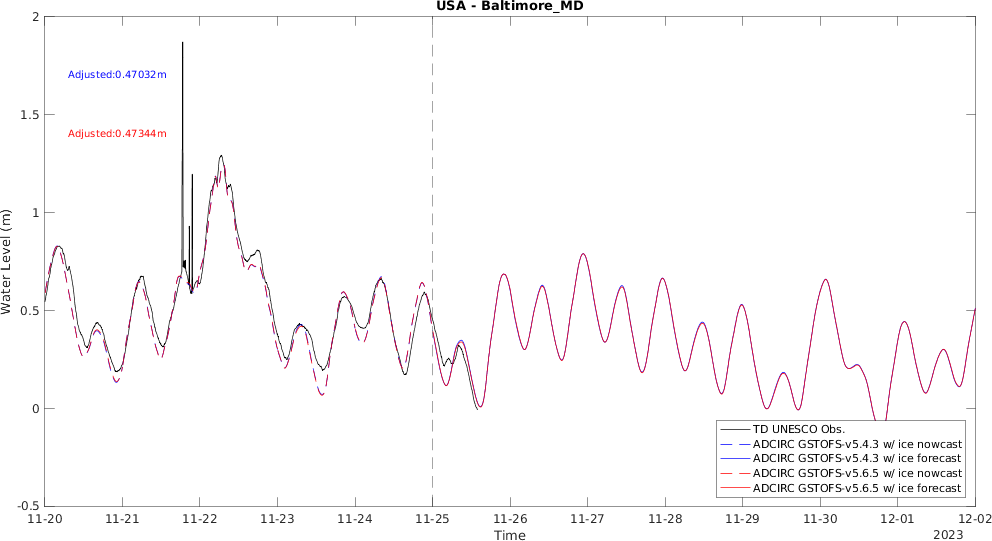 USA - Baltimore_MD
2
1.5
1
0.5
0
-0.5
Water Level (m)
Adjusted:0.47032m
Adjusted:0.47344m
TD UNESCO Obs.
ADCIRC GSTOFS-v5.4.3 w/ ice nowcast
ADCIRC GSTOFS-v5.4.3 w/ ice forecast
ADCIRC GSTOFS-v5.6.5 w/ ice nowcast
ADCIRC GSTOFS-v5.6.5 w/ ice forecast
11-20 11-21 11-22 11-23 11-24 11-25 11-26 11-27 11-28 11-29 11-30 12-01 12-02
Time
2023